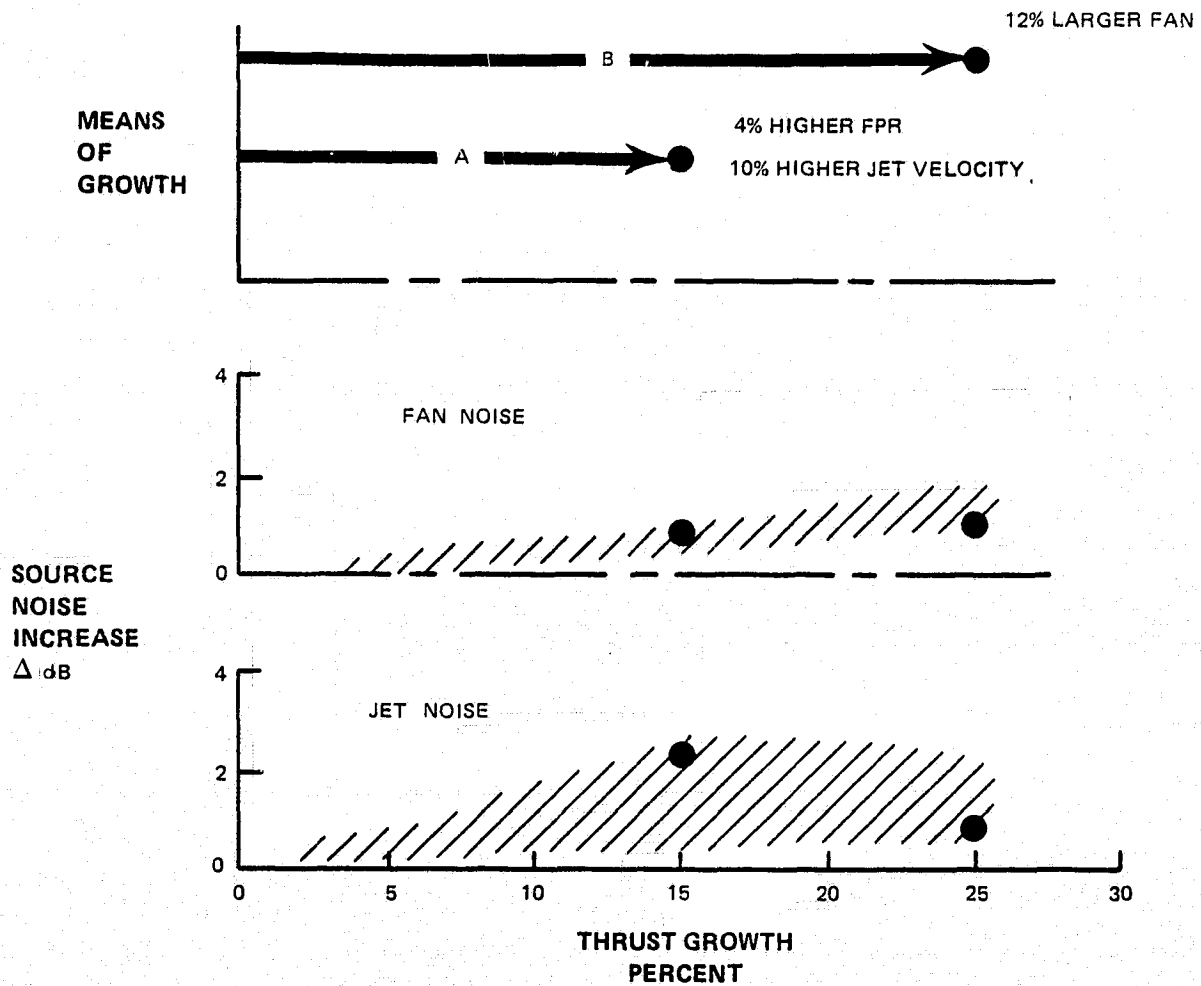 12% LARGER FAN
B
MEANS
OF
GROWTH
4% HIGHER FPR
A
10% HIGHER JET VELOCITY
4
FAN NOISE
2
0
SOURCE
NOISE
INCREASE
Δ dB
4
JET NOISE
2
0
0 5 10 15 20 25 30
THRUST GROWTH
PERCENT